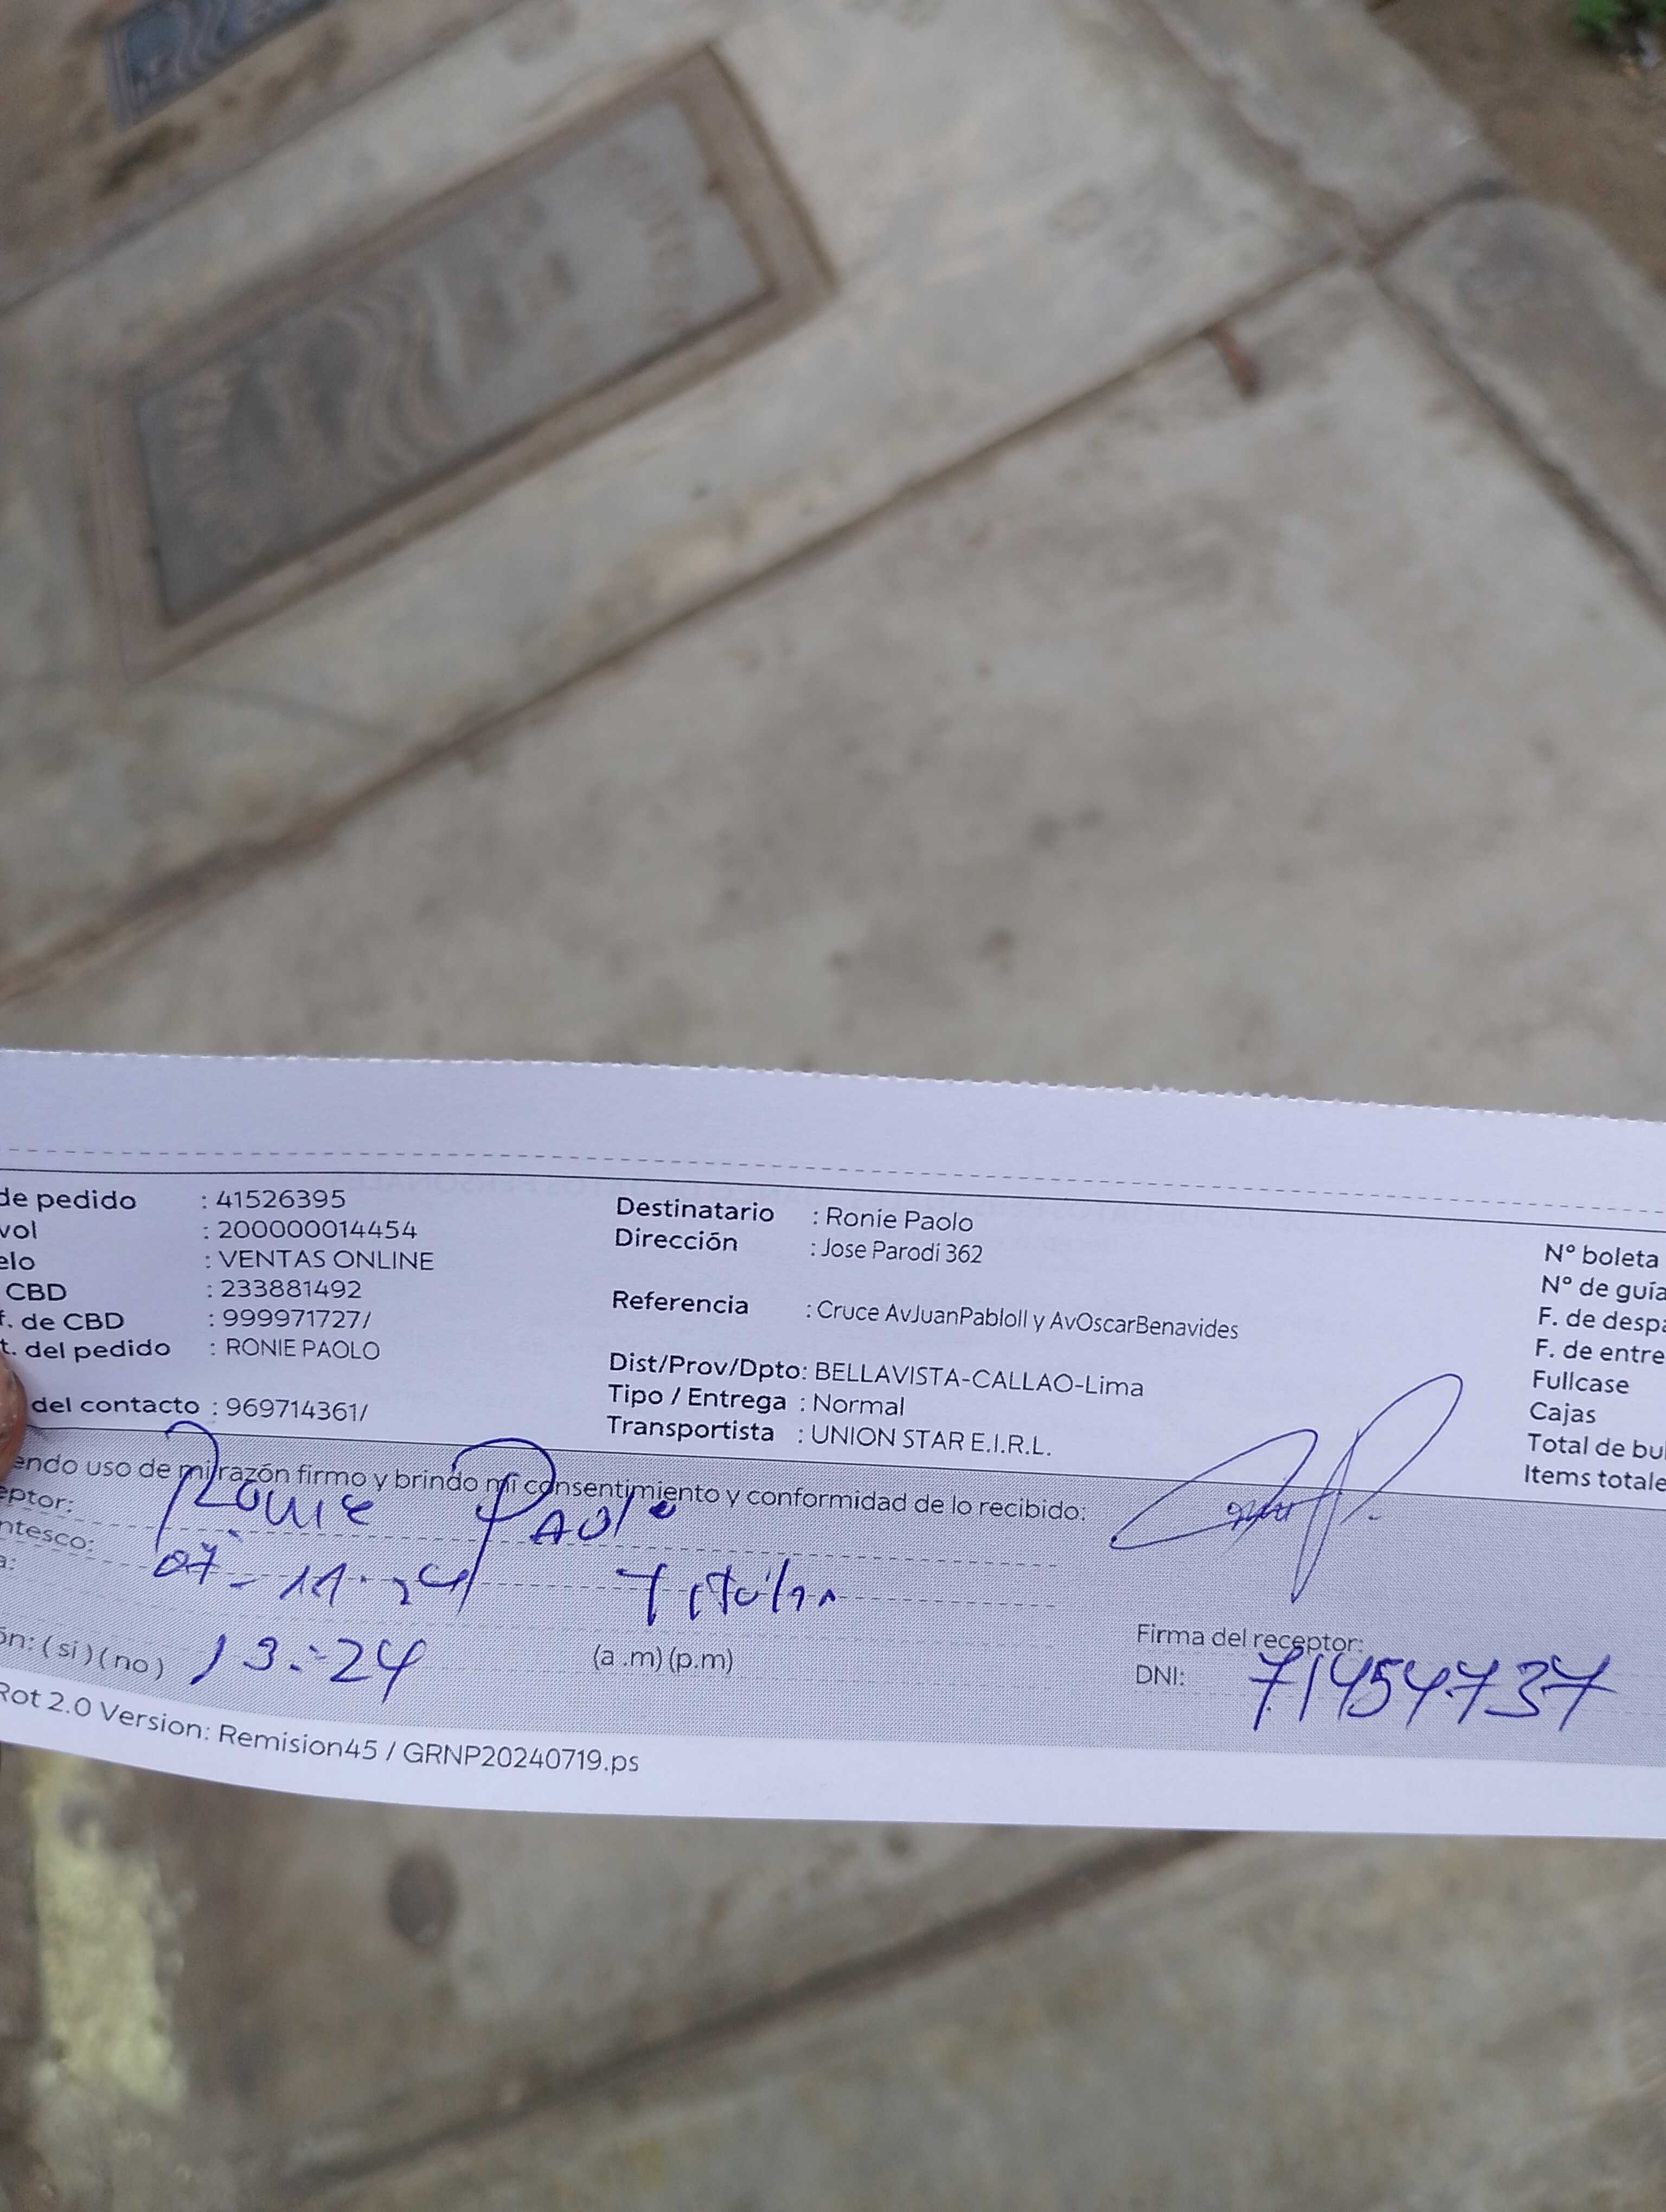 de pedido : 41526395
vol : 200000014454
elo : VENTAS ONLINE
CBD : 233881492
f. de CBD : 999971727/
t. del pedido : RONIE PAOLO
del contacto : 969714361/
Destinatario : Ronie Paolo
Dirección : Jose Parodi 362
Referencia : Cruce AvJuanPabloII y AvOscarBenavides
Dist/Prov/Dpto: BELLAVISTA-CALLAO-Lima
Tipo / Entrega : Normal
Transportista : UNION STAR E.I.R.L.
N° boleta
N° de guía
F. de despa
F. de entre
Fullcase
Cajas
Total de bu
Items totale
endo uso de mi razón firmo y brindo mi consentimiento y conformidad de lo recibido:
eptor: Ronie Paolo
ntesco:
a: 07-11-24 Titular
ón: (si) (no) 13:24 (a .m) (p.m)
Firma del receptor:
DNI: 71454737
Rot 2.0 Version: Remision45 / GRNP20240719.ps